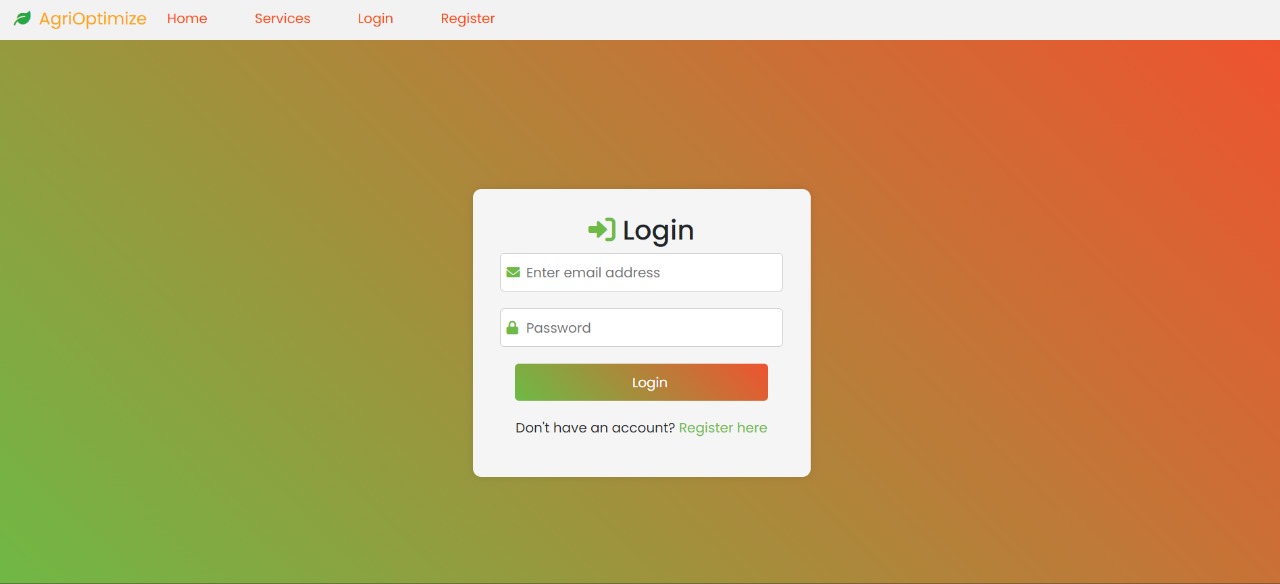 AgriOptimize Home Services Login Register
Login
Enter email address
Password
Login
Don't have an account? Register here